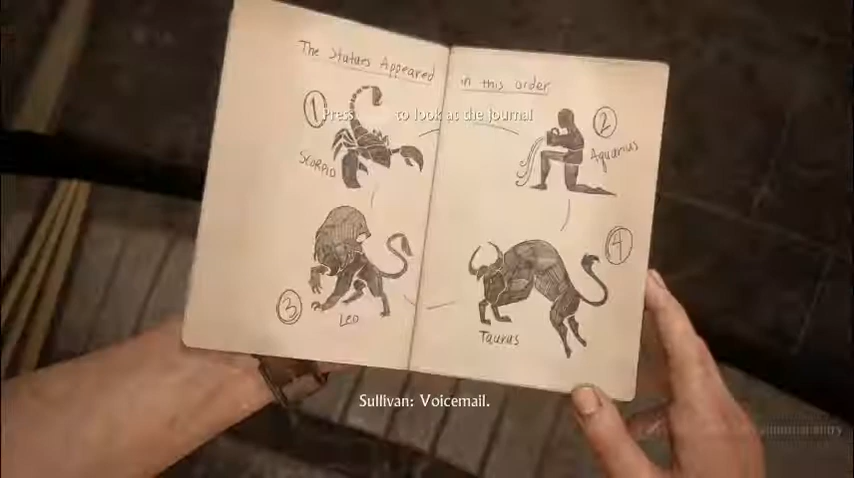 The Statues Appeared in this order
1
Press to look at the Journal
2
Scorpio
Aquarius
4
3
Leo
Taurus
Sullivan: Voicemail.